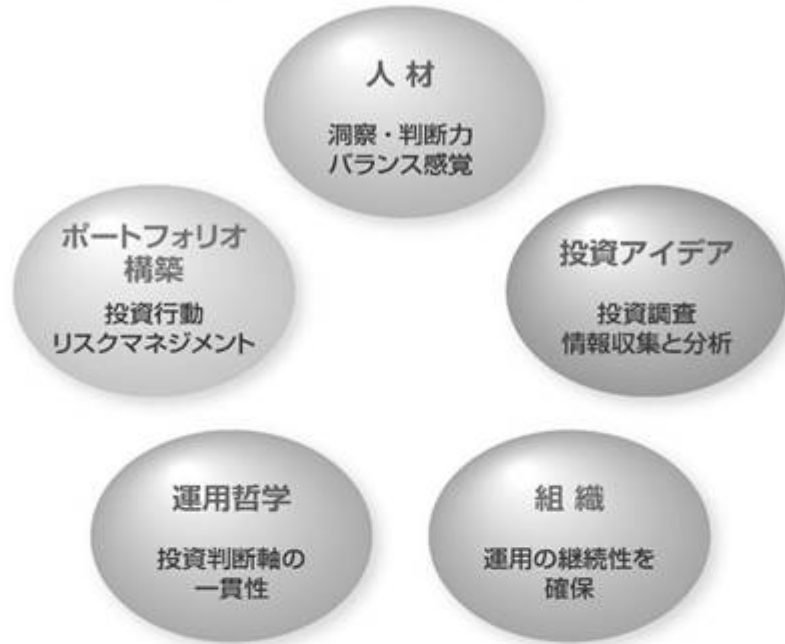 人 材
洞察・判断力
バランス感覚
ポートフォリオ
構築
投資行動
リスクマネジメント
投資アイデア
投資調査
情報収集と分析
運用哲学
投資判断軸の
一貫性
組 織
運用の継続性を
確保